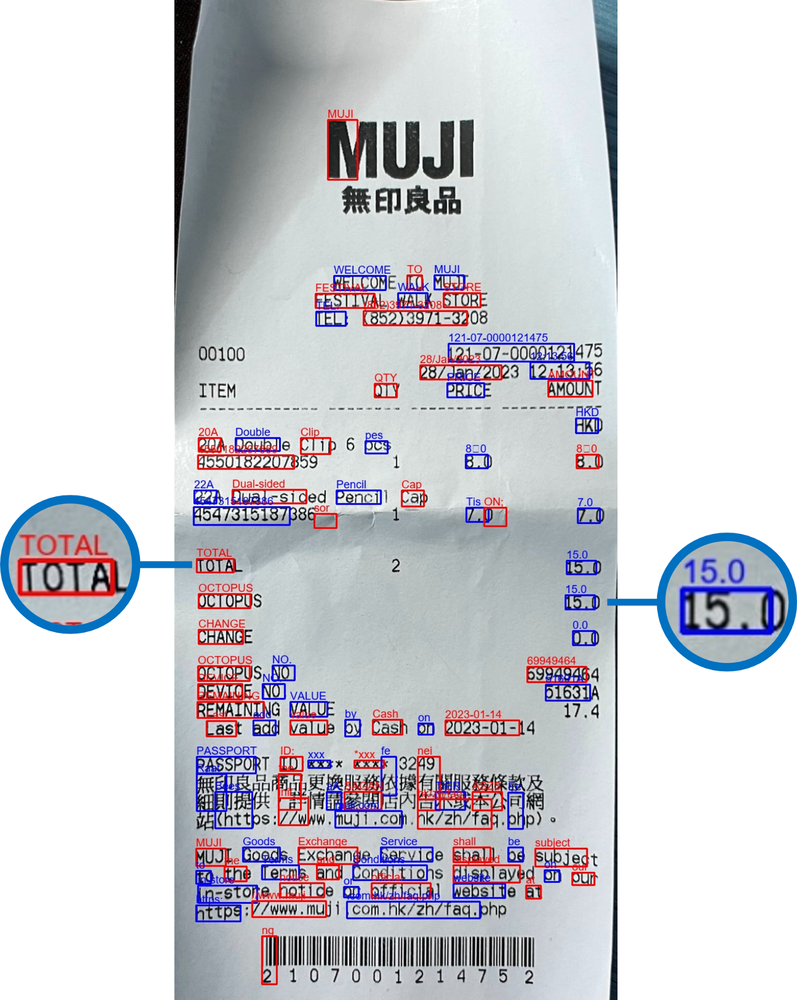 MUJI
無印良品
WELCOME TO MUJI
FESTIVAL WALK STORE
TEL: (852)3971-3208
00100 121-07-0000121475
28/Jan/2023 12:13:56
ITEM QTY PRICE AMOUNT
HKD
20A Double Clip 6 pcs
4550182207859 1 8.0 8.0
22A Dual-sided Pencil Cap
4547315187386 1 7.0 7.0
TOTAL 2 15.0
OCTOPUS 15.0
CHANGE 0.0
OCTOPUS NO 69949464
DEVICE NO 51631A
REMAINING VALUE 17.4
Last add value by Cash on 2023-01-14
PASSPORT ID **** **** 3249
無印良品商品更換服務依據有關服務條款及
細則提供,詳情請參閱店內告示或本公司網
站(https://www.muji.com.hk/zh/faq.php)。
MUJI Goods Exchange Service shall be subject
to the Terms and Conditions displayed on our
in-store notice or official website at
https://www.muji.com.hk/zh/faq.php
2 1 0 7 0 0 1 2 1 4 7 5 2
TOTAL
TOTAL
15.0
15.0